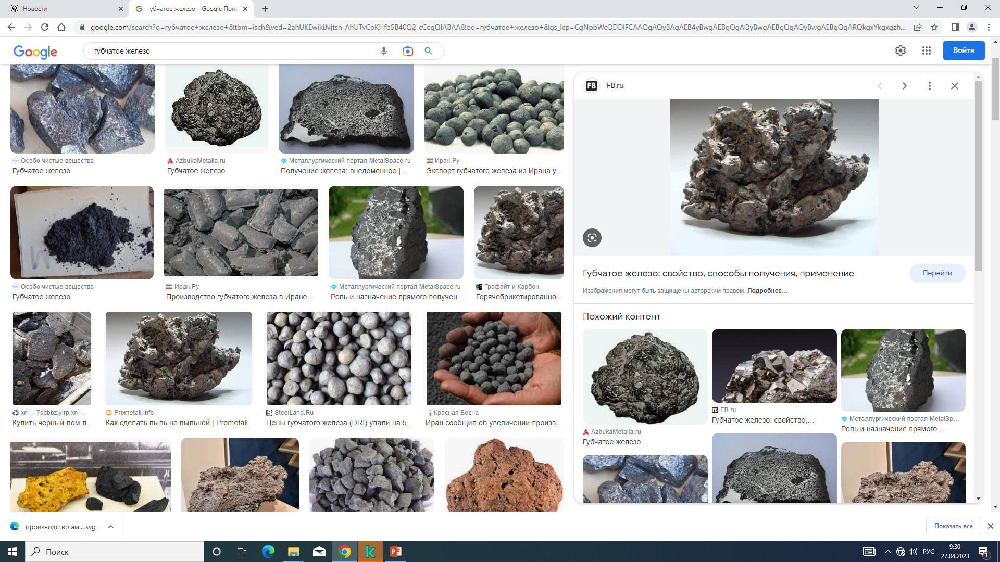 Новости
губчатое железо – Google Поис
google.com/search?q=губчатое+железо+&tbm=isch&ved=2ahUKEwikiJvjtsn-AhUTvCoKHfb5B40Q2-cCegQIABAA&oq=губчатое+железо+&gs_lcp=CgNpbWcQDDIFCAAQgAQyBAgAEB4yBwgAEBgQgAQyBwgAEBgQgAQyBwgAEBgQgARQkgxYkgxgzh...
Google
губчатое железо
Войти
Особо чистые вещества
Губчатое железо
AzbukaMetalla.ru
Губчатое железо
Металлургический портал MetalSpace.ru
Получение железа: внедоменное | ...
Иран.Ру
Экспорт губчатого железа из Ирана у...
Особо чистые вещества
Губчатое железо
Иран.Ру
Производство губчатого железа в Иране ...
Металлургический портал MetalSpace.ru
Роль и назначение прямого получен...
Графайт и Карбон
Горячебрикетированно...
xn----7sbbbzlyirp.xn--...
Купить черный лом л...
Prometall.info
Как сделать пыль не пыльной | Prometall
SteelLand.Ru
Цены губчатого железа (DRI) упали на 5...
Красная Весна
Иран сообщил об увеличении произв...
FB
FB.ru
Губчатое железо: свойство, способы получения, применение
Перейти
Изображения могут быть защищены авторским правом. Подробнее...
Похожий контент
AzbukaMetalla.ru
Губчатое железо
FB.ru
Губчатое железо: свойство,...
Металлургический портал MetalSp...
Роль и назначение прямого...
производство ам....svg
Показать все
Поиск
РУС
9:30
27.04.2023
1